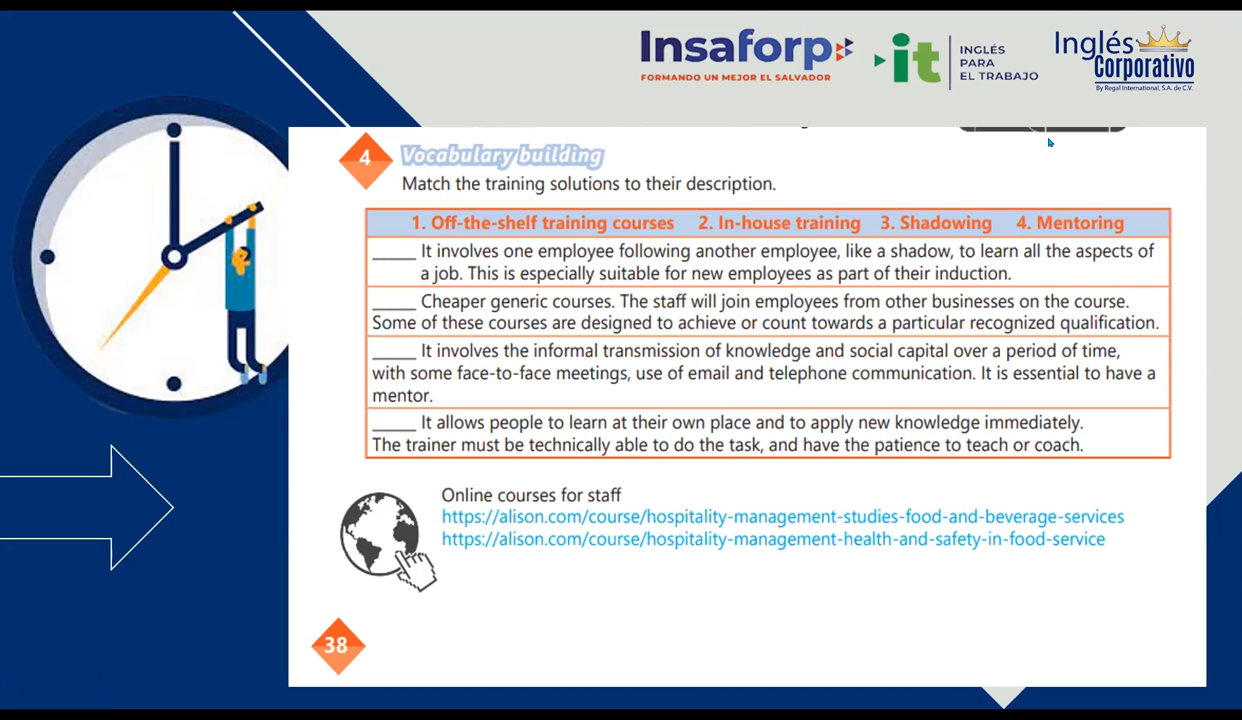 Insaforp
FORMANDO UN MEJOR EL SALVADOR
it
INGLÉS
PARA
EL TRABAJO
Inglés
Corporativo
By Regal International, S.A. de C.V.
4
Vocabulary building
Match the training solutions to their description.
1. Off-the-shelf training courses 2. In-house training 3. Shadowing 4. Mentoring
_____ It involves one employee following another employee, like a shadow, to learn all the aspects of
a job. This is especially suitable for new employees as part of their induction.
_____ Cheaper generic courses. The staff will join employees from other businesses on the course.
Some of these courses are designed to achieve or count towards a particular recognized qualification.
_____ It involves the informal transmission of knowledge and social capital over a period of time,
with some face-to-face meetings, use of email and telephone communication. It is essential to have a
mentor.
_____ It allows people to learn at their own place and to apply new knowledge immediately.
The trainer must be technically able to do the task, and have the patience to teach or coach.
Online courses for staff
https://alison.com/course/hospitality-management-studies-food-and-beverage-services
https://alison.com/course/hospitality-management-health-and-safety-in-food-service
38